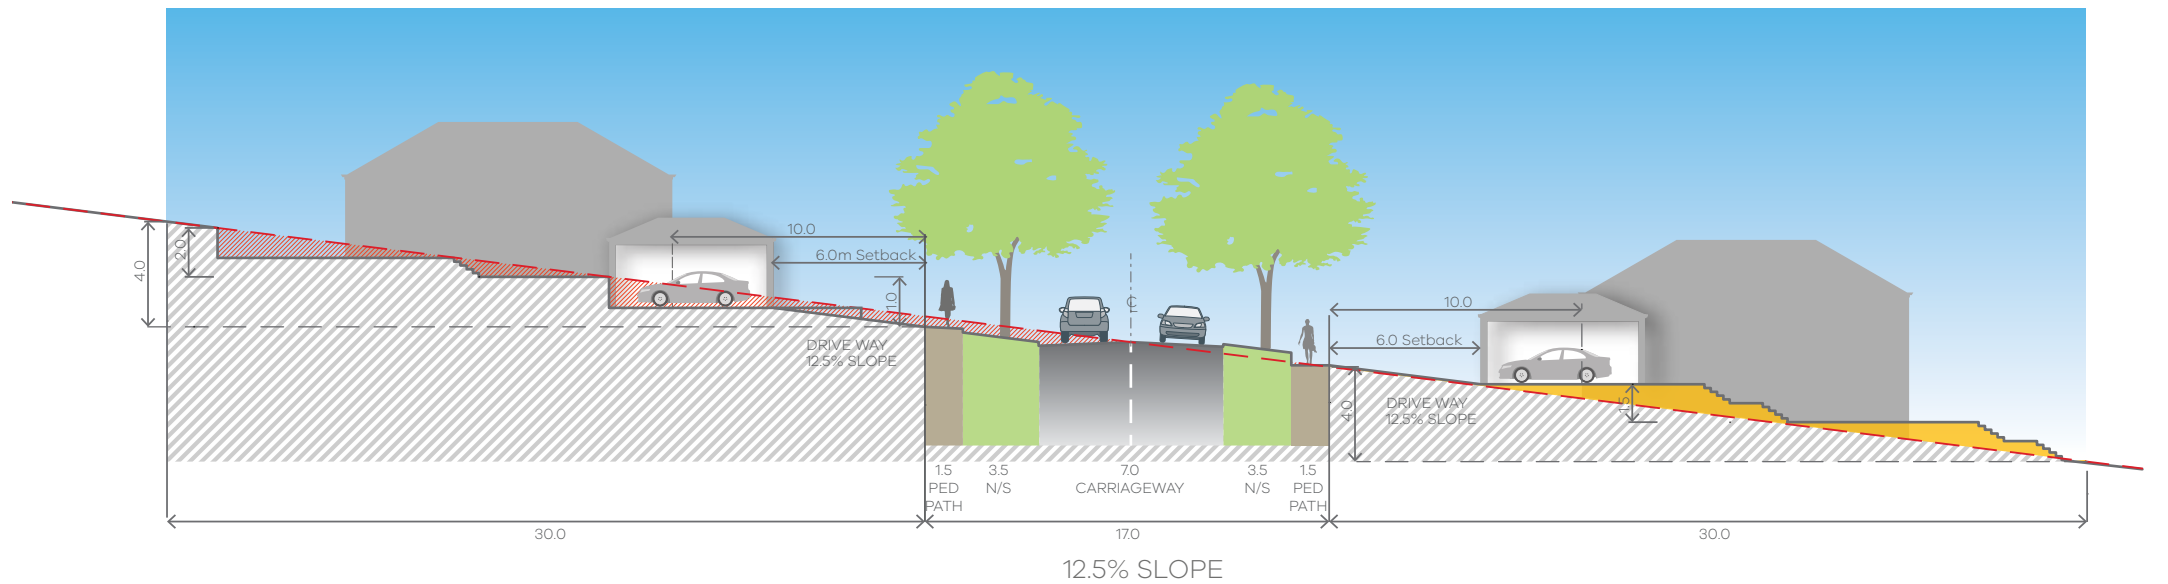 10.0
6.0m Setback
2.0
4.0
1.0
℄
10.0
6.0 Setback
DRIVE WAY
12.5% SLOPE
4.0
DRIVE WAY
12.5% SLOPE
1.5
1.5
PED
PATH
3.5
N/S
7.0
CARRIAGEWAY
3.5
N/S
1.5
PED
PATH
30.0
17.0
30.0
12.5% SLOPE